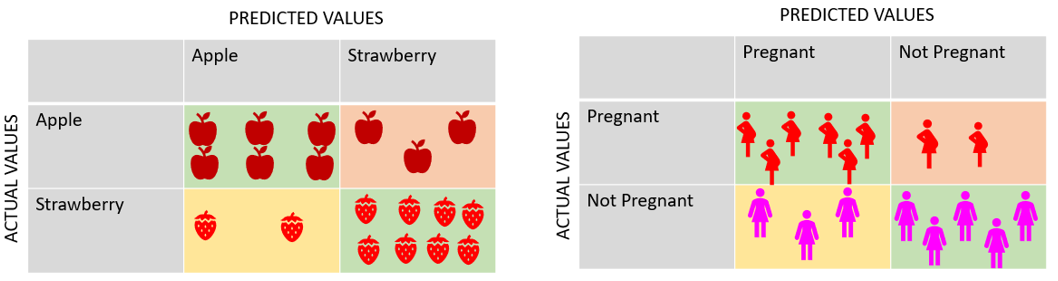 PREDICTED VALUES
Apple Strawberry
ACTUAL VALUES
Apple
Strawberry
PREDICTED VALUES
Pregnant Not Pregnant
ACTUAL VALUES
Pregnant
Not Pregnant